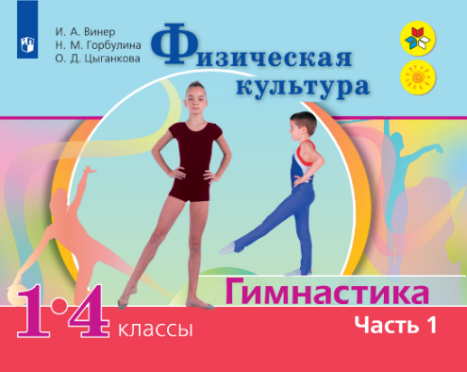 И. А. Винер
Н. М. Горбулина
О. Д. Цыганкова
Физическая
культура
Гимнастика
1•4 классы
Часть 1